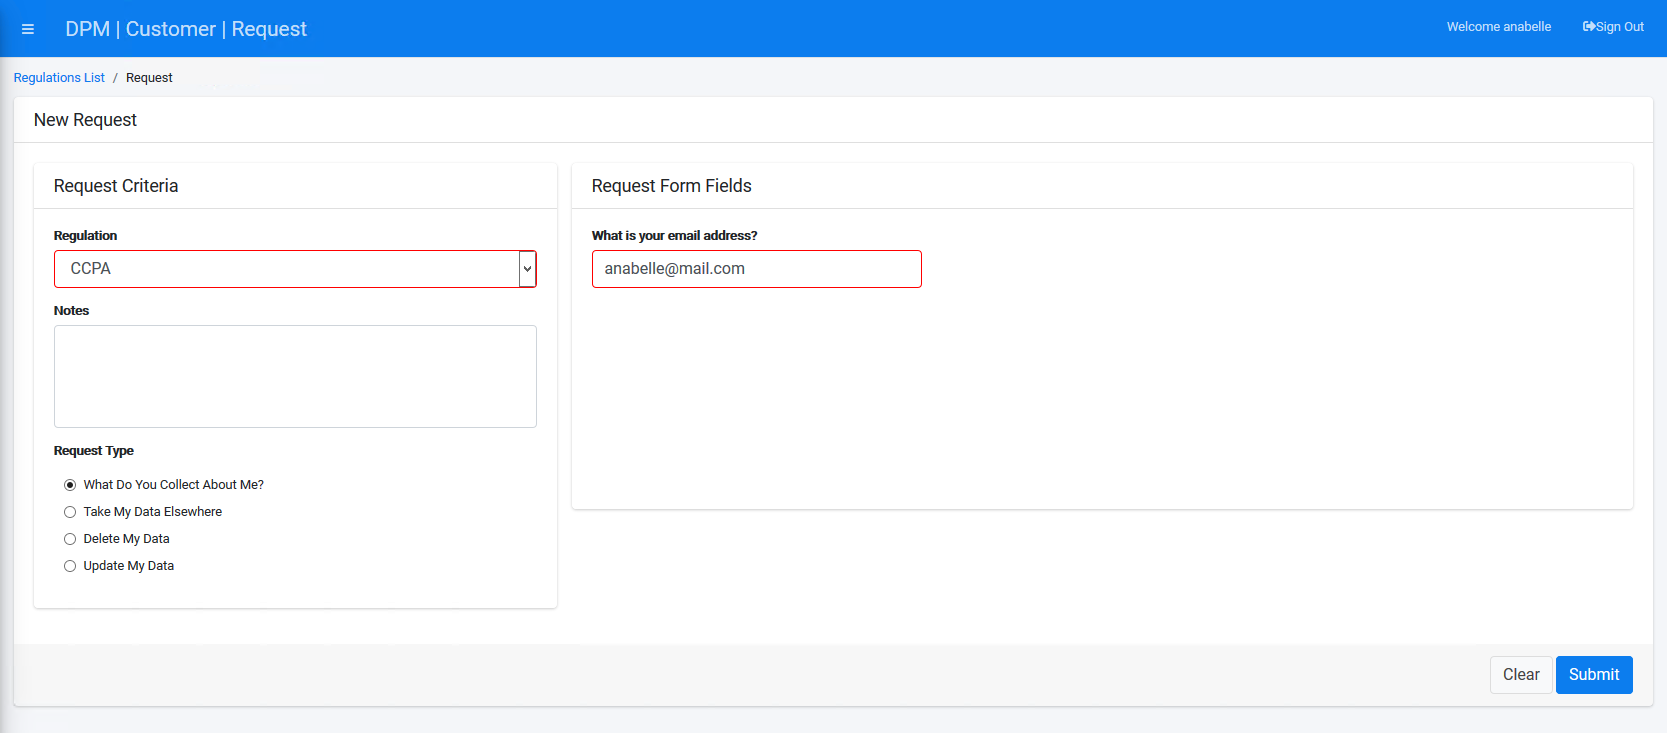 DPM | Customer | Request
Welcome anabelle
Sign Out
Regulations List / Request
New Request
Request Criteria
Regulation
CCPA
Notes
Request Type
What Do You Collect About Me?
Take My Data Elsewhere
Delete My Data
Update My Data
Request Form Fields
What is your email address?
anabelle@mail.com
Clear
Submit